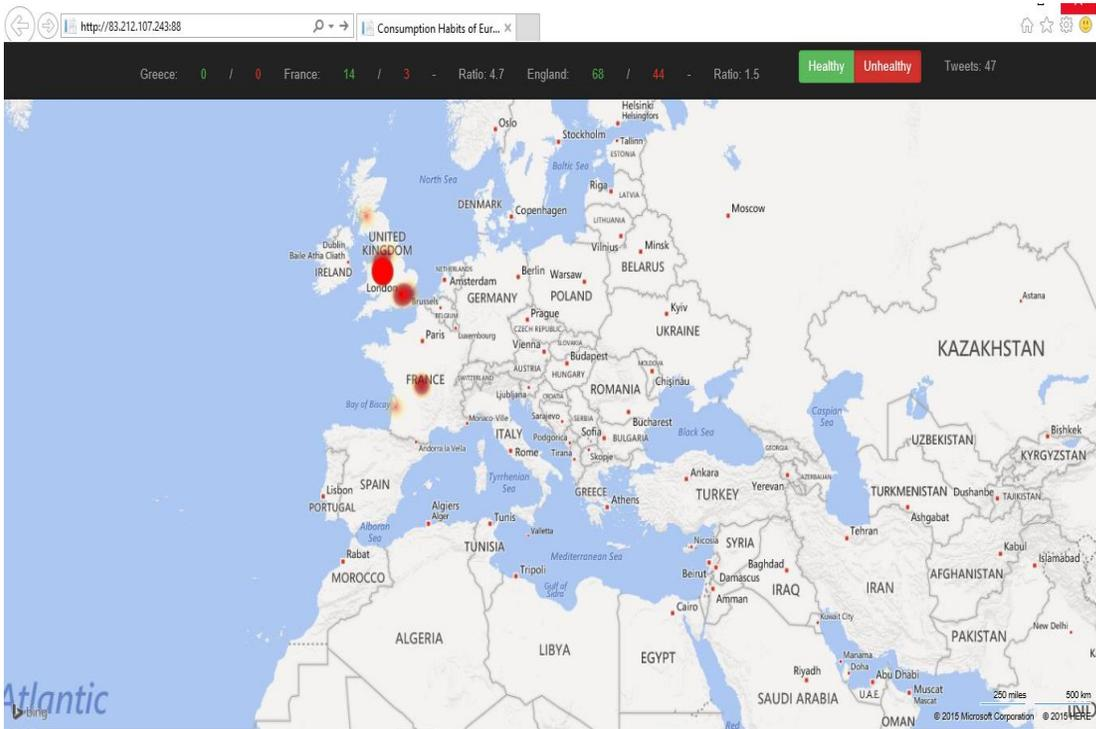 http://83.212.107.243:88
Consumption Habits of Eur... ×
Greece: 0 / 0 France: 14 / 3 - Ratio: 4.7 England: 68 / 44 - Ratio: 1.5 Healthy Unhealthy Tweets: 47
Helsinki
Helsingfors
Oslo
Stockholm
Tallinn
ESTONIA
Baltic Sea
North Sea
Riga
LATVIA
DENMARK
Copenhagen
Moscow
LITHUANIA
UNITED
KINGDOM
Vilnius
Minsk
Dublin
Baile Atha Cliath
IRELAND
BELARUS
NETHERLANDS
Amsterdam
Berlin
Warsaw
London
Brussels
GERMANY
POLAND
Astana
BELGIUM
Prague
Kyiv
CZECH REPUBLIC
UKRAINE
Paris
Luxembourg
Vienna
SLOVAKIA
KAZAKHSTAN
Budapest
AUSTRIA
HUNGARY
MOLDOVA
Chișinău
FRANCE
SWITZERLAND
ROMANIA
Ljubljana
CROATIA
Bay of Biscay
Monaco-Ville
Sarajevo
SERBIA
Bucharest
Caspian
Sea
ITALY
Podgorica
Sofia
BULGARIA
Black Sea
Bishkek
Andorra la Vella
Rome
Tirana
Skopje
GEORGIA
UZBEKISTAN
KYRGYZSTAN
Tyrrhenian
Sea
Ankara
Yerevan
AZERBAIJAN
SPAIN
Lisbon
PORTUGAL
GREECE
Athens
TURKEY
TURKMENISTAN
Dushanbe
TAJIKISTAN
Algiers
Alger
Tunis
Valletta
Ashgabat
Alboran
Sea
Tehran
Rabat
TUNISIA
Nicosia
SYRIA
Kabul
Islamabad
Mediterranean Sea
Baghdad
MOROCCO
Tripoli
Beirut
Damascus
AFGHANISTAN
Gulf of
Sidra
Amman
IRAQ
IRAN
Cairo
Kuwait City
New Delhi
ALGERIA
LIBYA
EGYPT
PAKISTAN
Manama
Doha
Riyadh
Abu Dhabi
U.A.E.
Muscat
Mascat
SAUDI ARABIA
250 miles 500 km
Atlantic
bing
Red
OMAN
© 2015 Microsoft Corporation © 2015 HERE